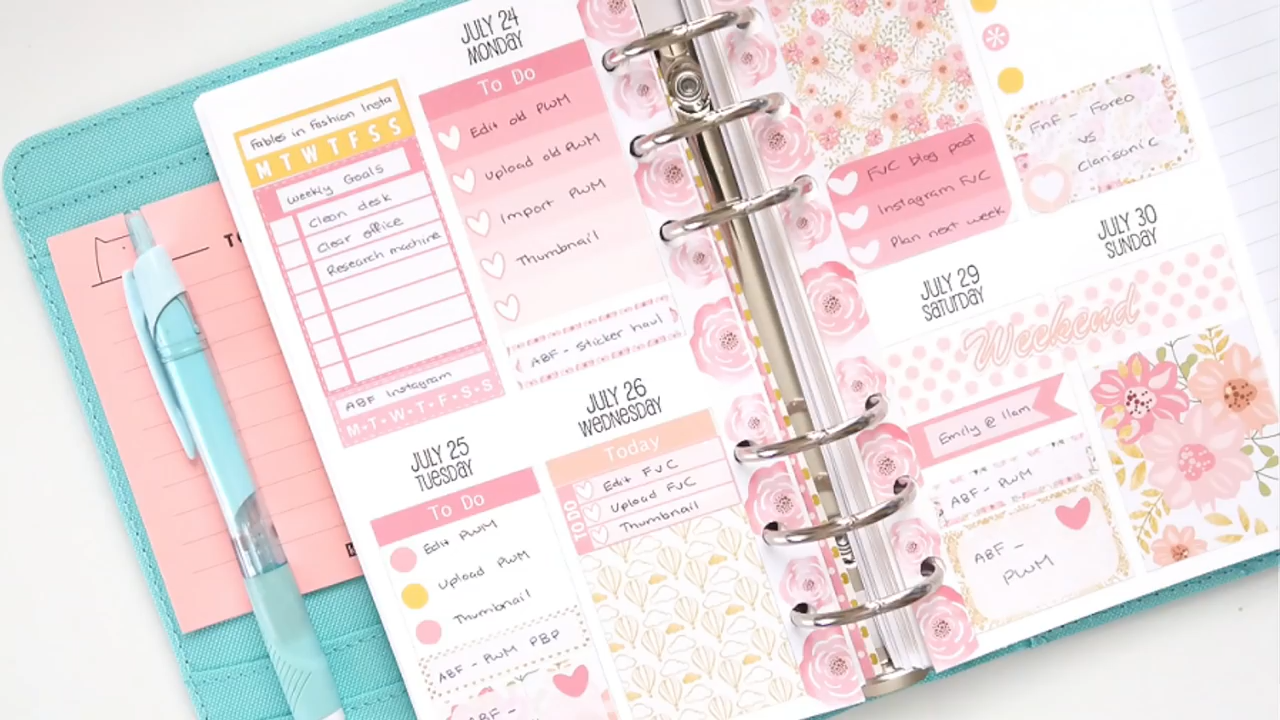 JULY 24
MONDAY
Fables in Fashion Insta
M T W T F S S
Weekly Goals
Clean desk
Clear office
Research machine
ABF Instagram
M•T•W•T•F•S•S
To Do
Edit old PWM
Upload old PWM
Import PWM
Thumbnail
ABF - Sticker haul
JULY 25
TUESDAY
To Do
Edit PWM
Upload PWM
Thumbnail
ABF - PWM PBP
ABF -
JULY 26
WEDNESDAY
Today
TO DO
Edit FvC
Upload FvC
Thumbnail
FvC blog post
Instagram FvC
Plan next week
FnF - Foreo
vs
Clarisonic
JULY 29
SATURDAY
JULY 30
SUNDAY
Weekend
Emily @ 11am
ABF - PWM
ABF -
PWM